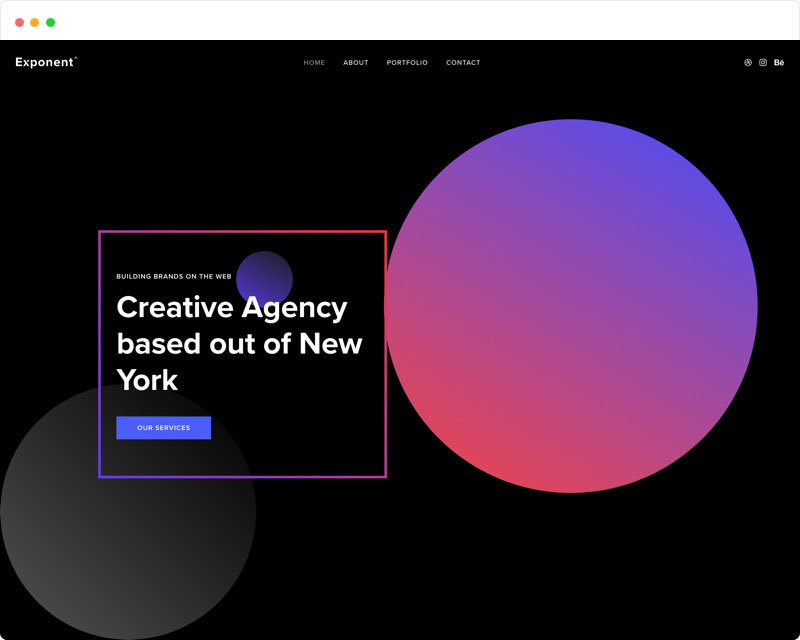 Exponentˆ
HOME ABOUT PORTFOLIO CONTACT Bē
BUILDING BRANDS ON THE WEB
Creative Agency
based out of New
York
OUR SERVICES